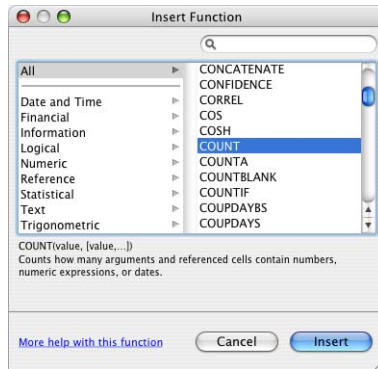 Insert Function
All
Date and Time
Financial
Information
Logical
Numeric
Reference
Statistical
Text
Trigonometric
CONCATENATE
CONFIDENCE
CORREL
COS
COSH
COUNT
COUNTA
COUNTBLANK
COUNTIF
COUPDAYBS
COUPDAYS
COUNT(value, [value,...])
Counts how many arguments and referenced cells contain numbers,
numeric expressions, or dates.
More help with this function
Cancel
Insert